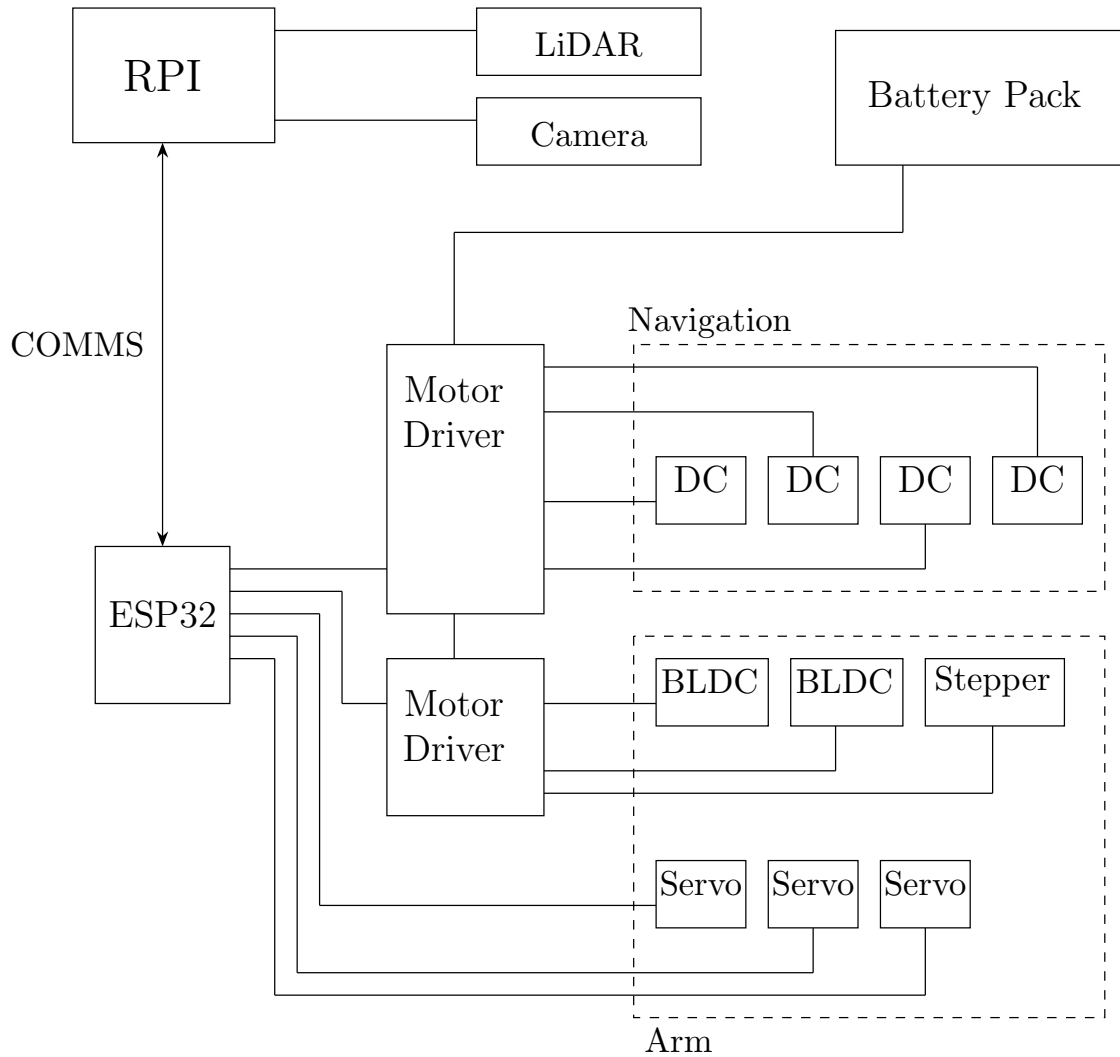 RPI
LiDAR
Camera
Battery Pack
COMMS
Navigation
Motor
Driver
DC
DC
DC
DC
ESP32
Motor
Driver
BLDC
BLDC
Stepper
Servo
Servo
Servo
Arm